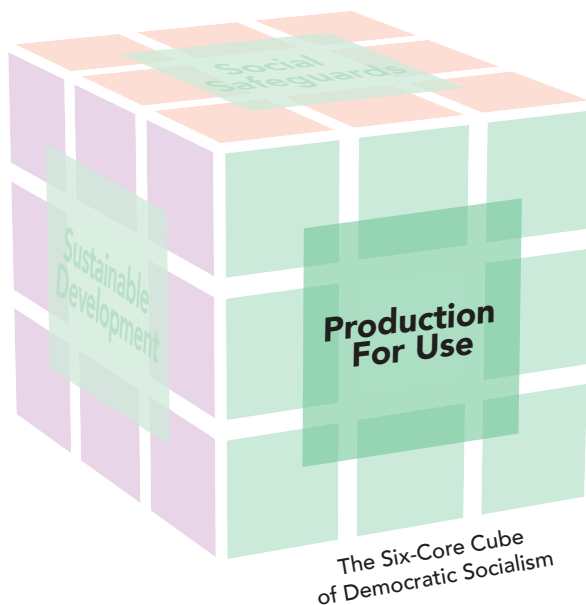 Social
Safeguards
Sustainable
Development
Production
For Use
The Six-Core Cube
of Democratic Socialism